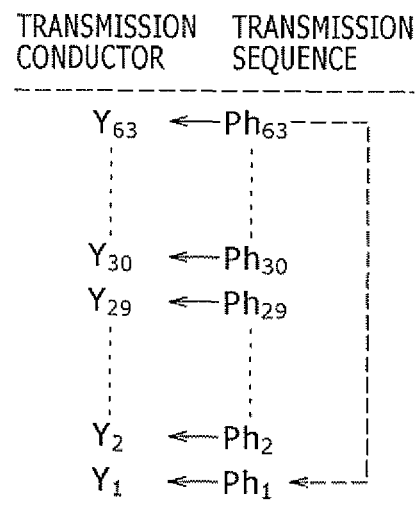 TRANSMISSION TRANSMISSION
CONDUCTOR SEQUENCE
Y₆₃ Ph₆₃
Y₃₀ Ph₃₀
Y₂₉ Ph₂₉
Y₂ Ph₂
Y₁ Ph₁